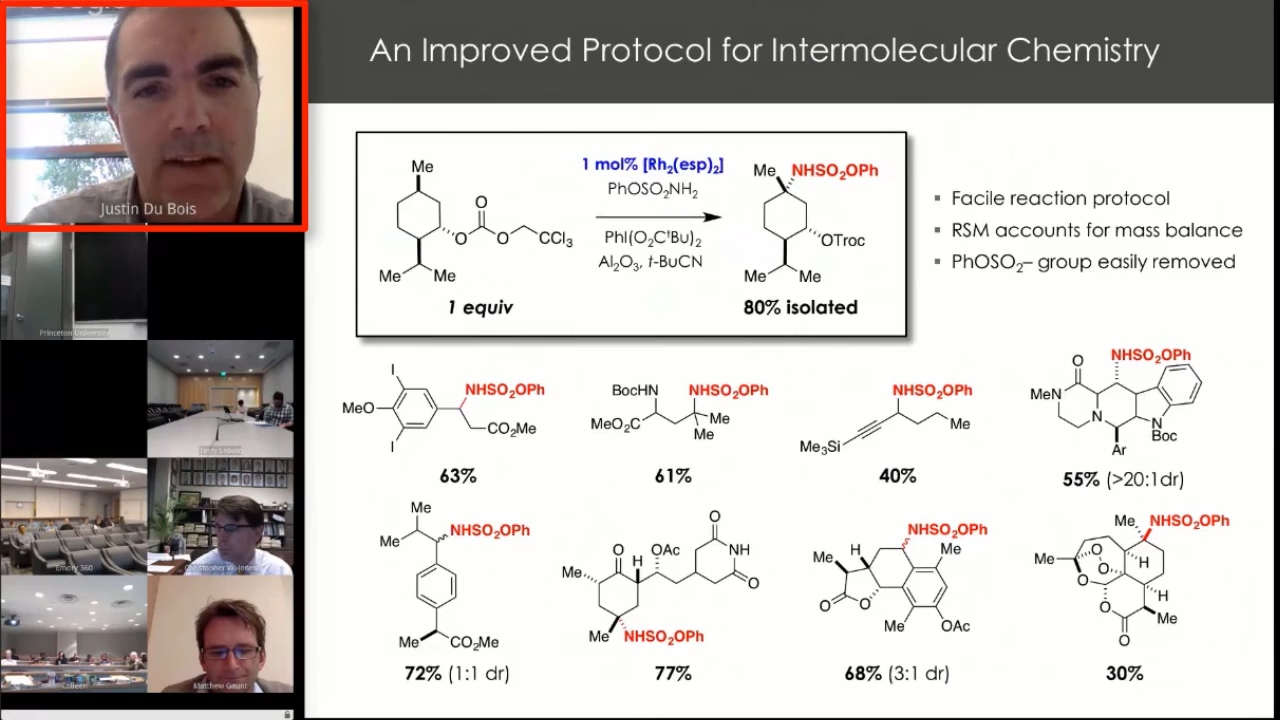 An Improved Protocol for Intermolecular Chemistry
Justin Du Bois
Princeton University
Emory 360
Colleen
Matthew Gaunt
Me
O
O
O
CCl3
Me
Me
1 equiv
1 mol% [Rh2(esp)2]
PhOSO2NH2
PhI(O2CtBu)2
Al2O3, t-BuCN
Me
NHSO2OPh
OTroc
Me
Me
80% isolated
▪ Facile reaction protocol
▪ RSM accounts for mass balance
▪ PhOSO2– group easily removed
I
NHSO2OPh
MeO
CO2Me
I
63%
BocHN
NHSO2OPh
MeO2C
Me
Me
61%
NHSO2OPh
Me
Me3Si
40%
O
NHSO2OPh
MeN
N
N
Boc
Ar
55% (>20:1dr)
Me
Me
NHSO2OPh
Me
CO2Me
72% (1:1 dr)
O
O
OAc
NH
H
Me
O
Me
NHSO2OPh
77%
NHSO2OPh
H
Me
Me
O
O
Me
OAc
68% (3:1 dr)
Me
NHSO2OPh
Me
O
O
H
O
H
O
Me
O
30%